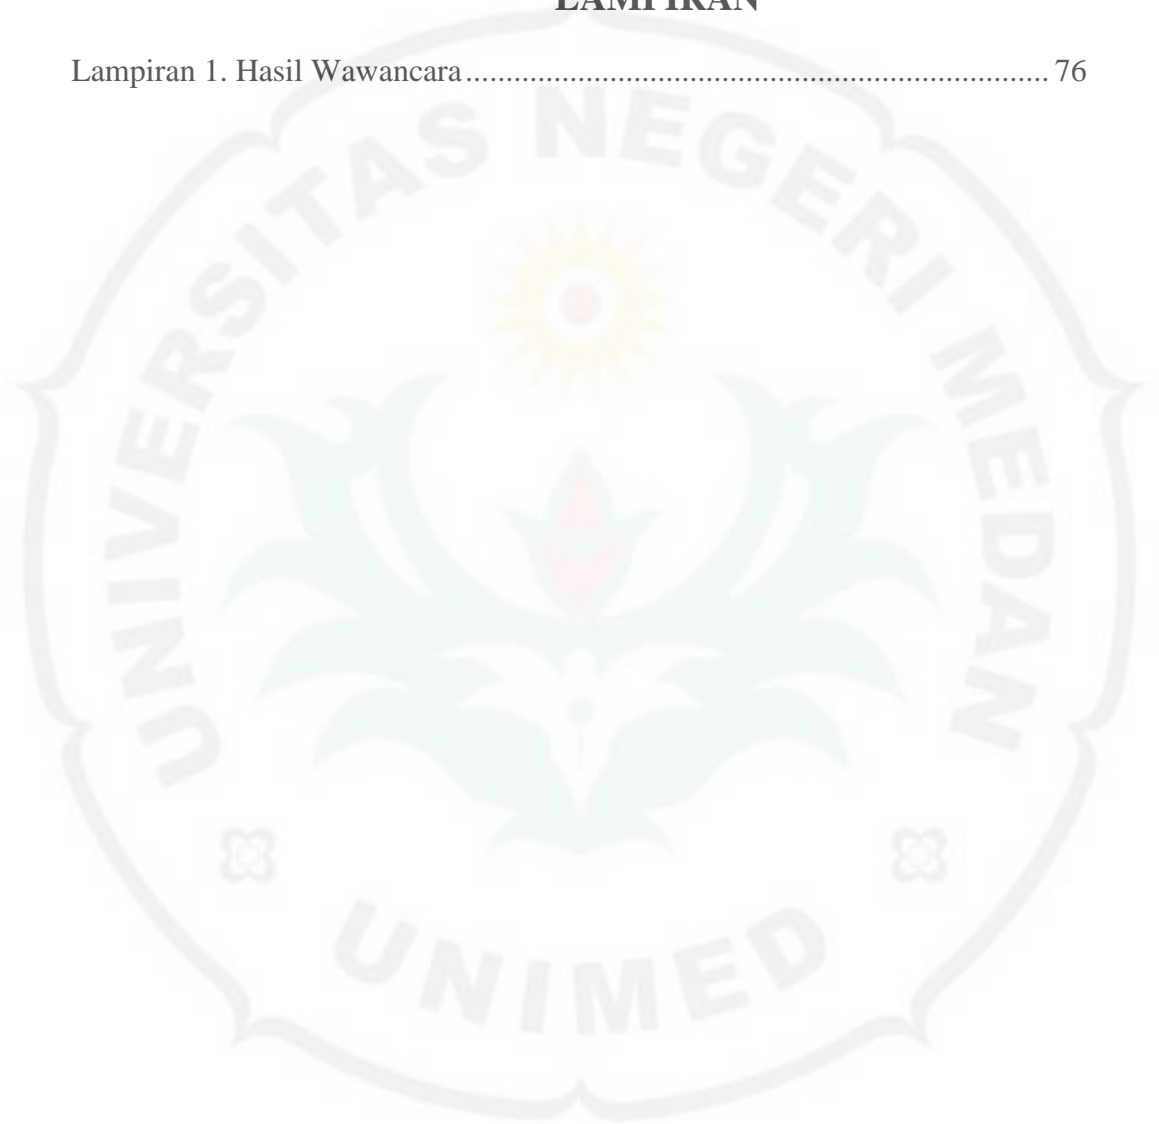 LAMPIRAN
Lampiran 1. Hasil Wawancara.......................................................................... 76
UNIVERSITAS NEGERI MEDAN
UNIMED